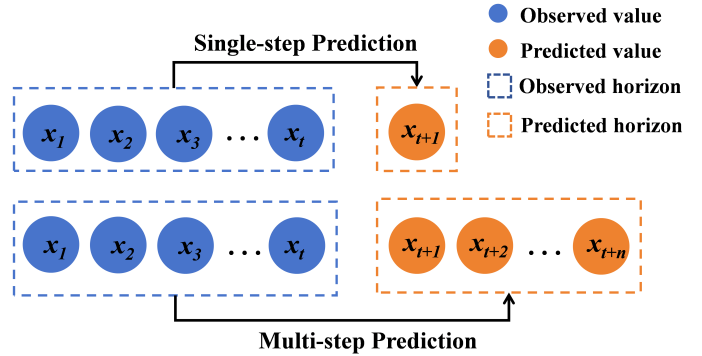 Single-step Prediction
Observed value
Predicted value
Observed horizon
Predicted horizon
x1 x2 x3 ... xt xt+1
x1 x2 x3 ... xt xt+1 xt+2 ... xt+n
Multi-step Prediction